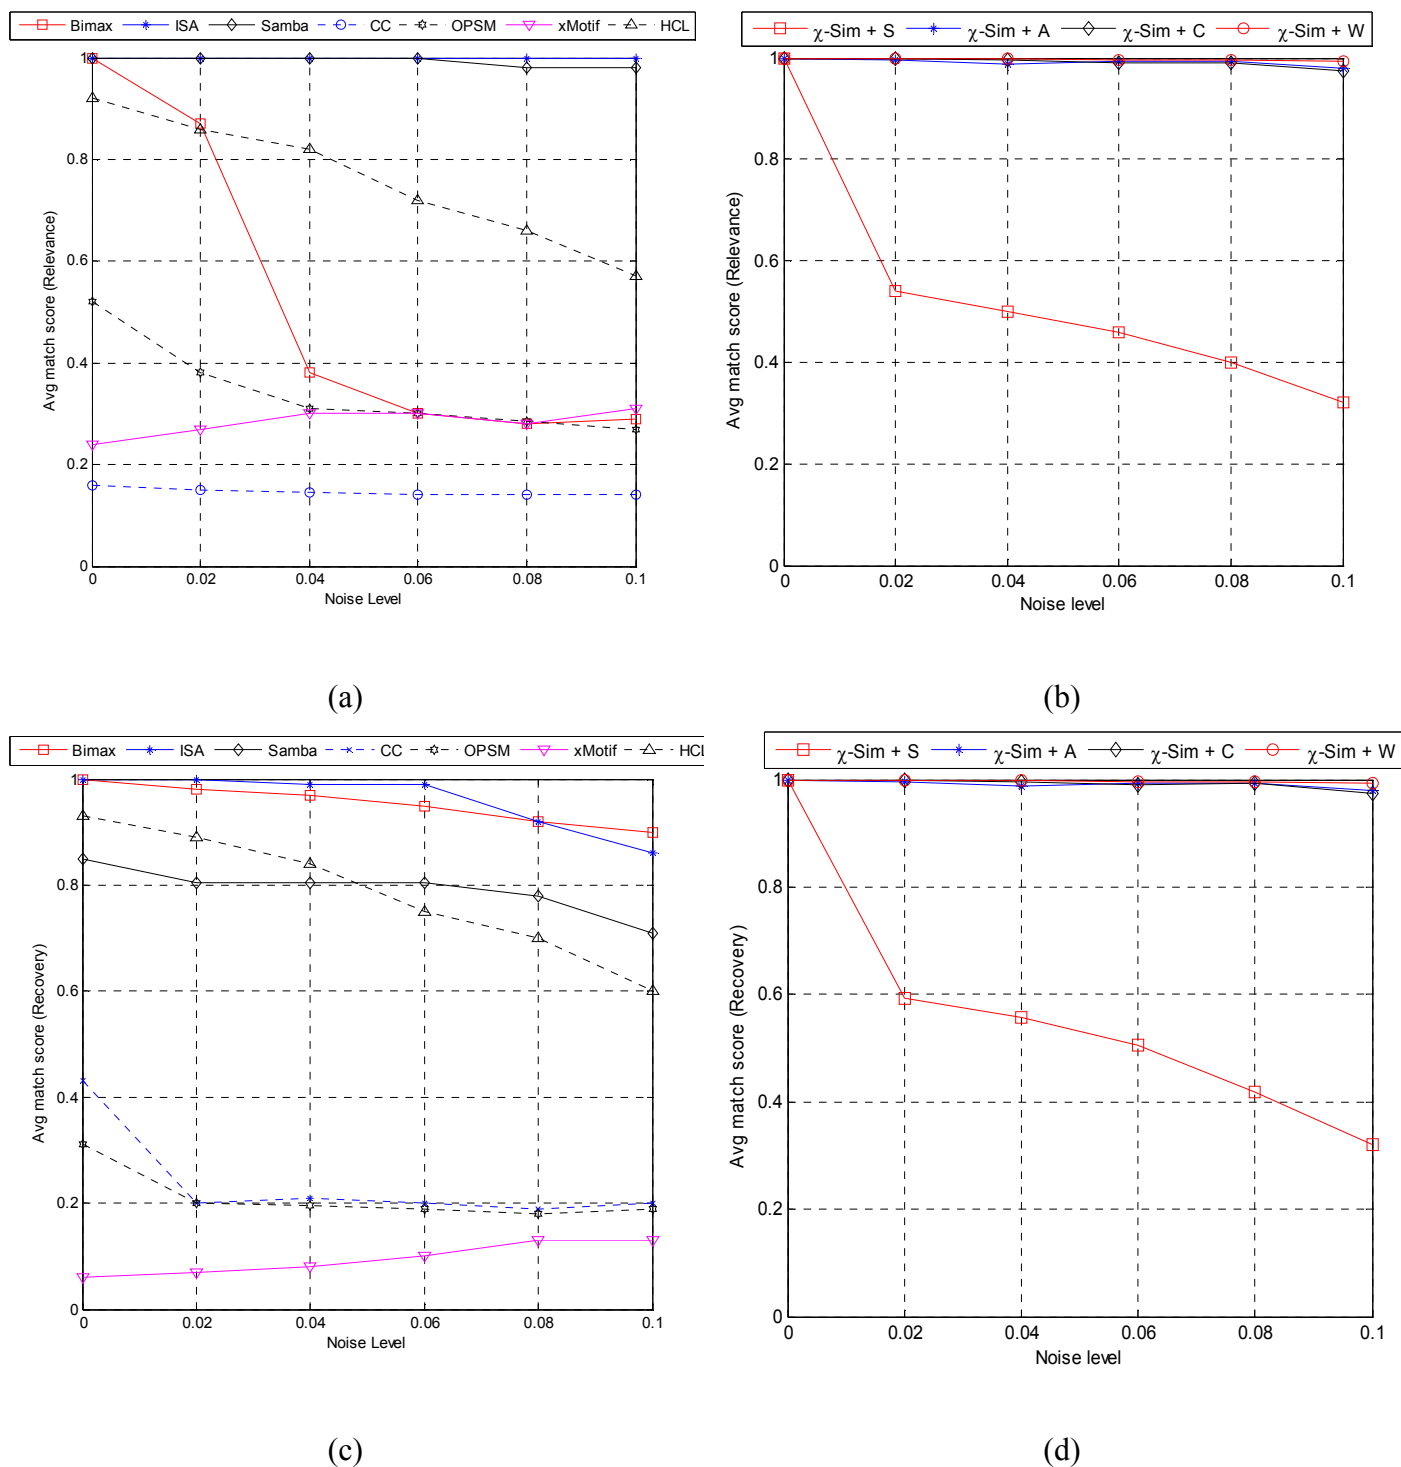 Bimax ISA Samba CC OPSM xMotif HCL
1
0.8
0.6
0.4
0.2
0
0 0.02 0.04 0.06 0.08 0.1
Noise Level
Avg match score (Relevance)
(a)
χ-Sim + S χ-Sim + A χ-Sim + C χ-Sim + W
1
0.8
0.6
0.4
0.2
0
0 0.02 0.04 0.06 0.08 0.1
Noise level
Avg match score (Relevance)
(b)
Bimax ISA Samba CC OPSM xMotif HCL
1
0.8
0.6
0.4
0.2
0
0 0.02 0.04 0.06 0.08 0.1
Noise Level
Avg match score (Recovery)
(c)
χ-Sim + S χ-Sim + A χ-Sim + C χ-Sim + W
1
0.8
0.6
0.4
0.2
0
0 0.02 0.04 0.06 0.08 0.1
Noise level
Avg match score (Recovery)
(d)